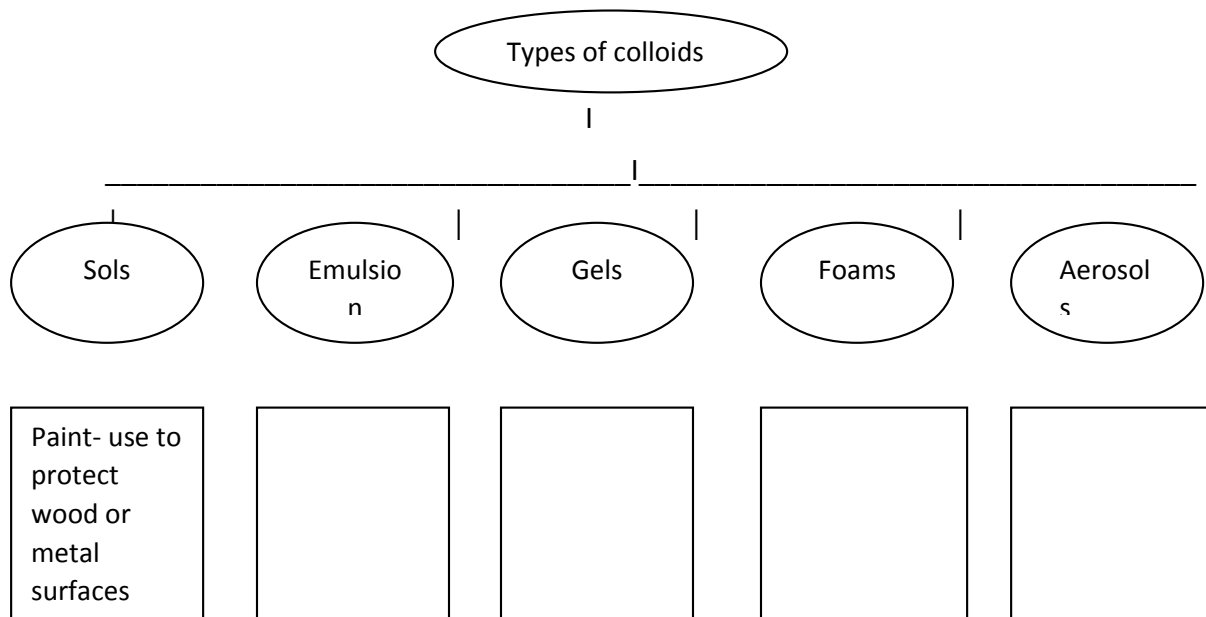 Types of colloids
Sols
Emulsio
n
Gels
Foams
Aerosol
s
Paint- use to
protect
wood or
metal
surfaces